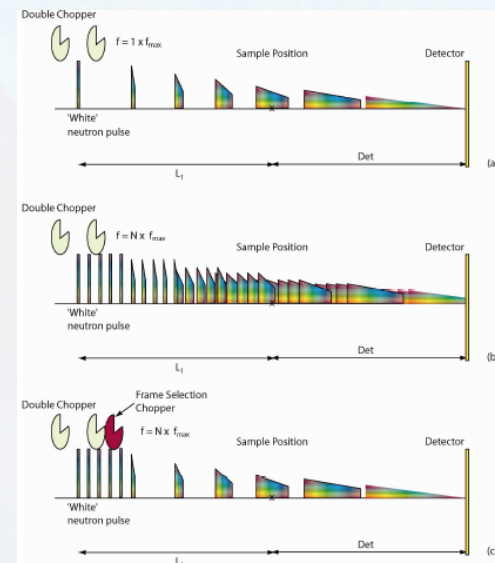 Double Chopper
f = 1 x fmax
Sample Position
Detector
'White'
neutron pulse
L1
Det
(a
Double Chopper
f = N x fmax
Sample Position
Detector
'White'
neutron pulse
L1
Det
(b
Frame Selection
Chopper
Double Chopper
f = N x fmax
Sample Position
Detector
'White'
neutron pulse
L1
Det
(c